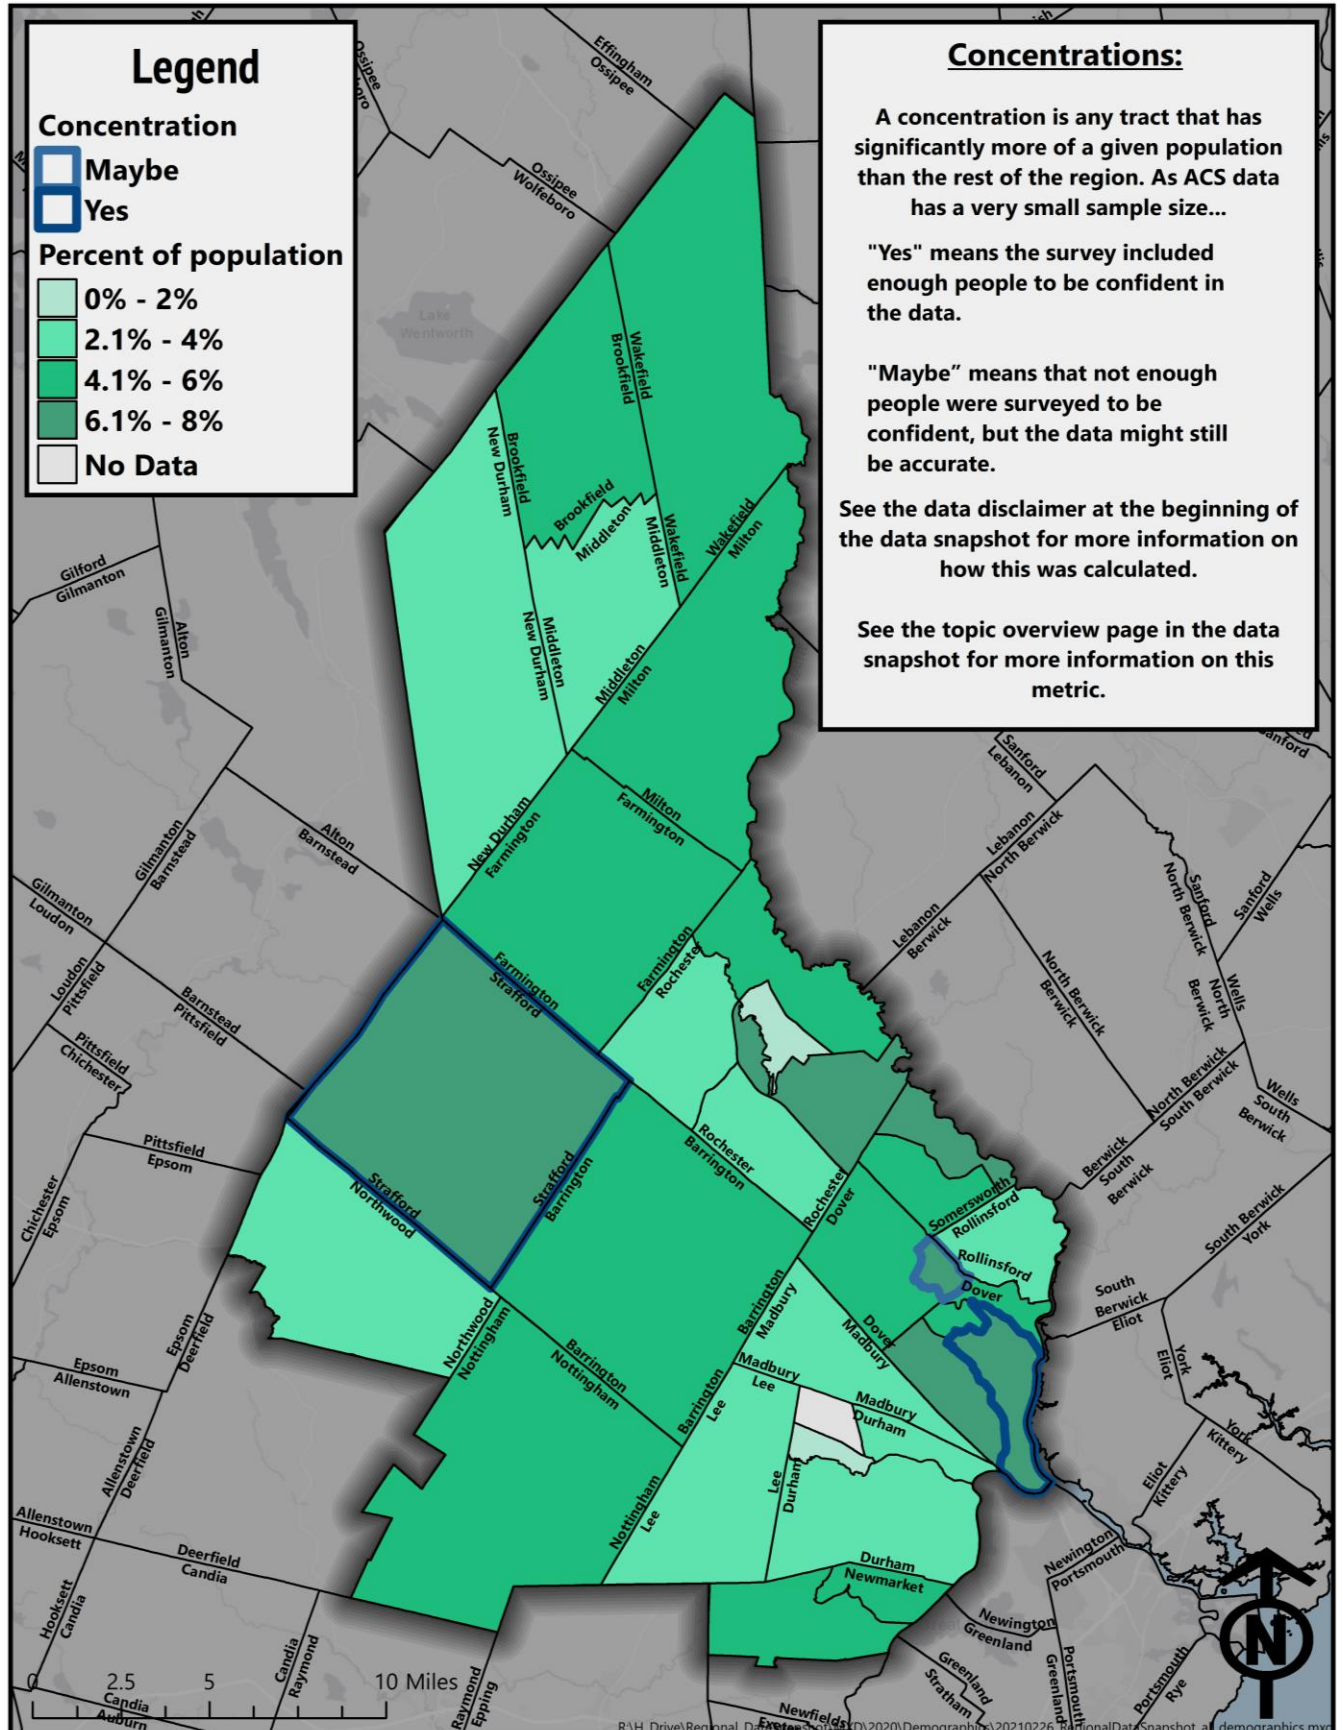 Legend
Concentration
Maybe
Yes
Percent of population
0% - 2%
2.1% - 4%
4.1% - 6%
6.1% - 8%
No Data
Concentrations:
A concentration is any tract that has
significantly more of a given population
than the rest of the region. As ACS data
has a very small sample size...
"Yes" means the survey included
enough people to be confident in
the data.
"Maybe” means that not enough
people were surveyed to be
confident, but the data might still
be accurate.
See the data disclaimer at the beginning of
the data snapshot for more information on
how this was calculated.
See the topic overview page in the data
snapshot for more information on this
metric.
Ossipee
Effingham
Ossipee
Ossipee
Wolfeboro
Lake
Wentworth
Wakefield
Brookfield
Brookfield
New Durham
Brookfield
Middleton
Wakefield
Middleton
Wakefield
Milton
Gilford
Gilmanton
Alton
Gilmanton
Middleton
New Durham
Middleton
Milton
Sanford
Lebanon
Milton
Farmington
New Durham
Farmington
Alton
Barnstead
Gilmanton
Barnstead
Lebanon
North Berwick
Sanford
North Berwick
Sanford
Wells
Gilmanton
Loudon
Lebanon
Berwick
Farmington
Rochester
Farmington
Strafford
Loudon
Pittsfield
Barnstead
Pittsfield
North Berwick
Berwick
Wells
North
Berwick
Pittsfield
Chichester
North Berwick
South Berwick
Wells
South
Berwick
Pittsfield
Epsom
Rochester
Barrington
Berwick
South
Berwick
Strafford
Barrington
Strafford
Northwood
Rochester
Dover
Somersworth
Rollinsford
Chichester
Epsom
South Berwick
York
Rollinsford
Dover
South
Berwick
Eliot
Barrington
Madbury
Dover
Madbury
Epsom
Deerfield
Northwood
Nottingham
Barrington
Nottingham
Epsom
Allenstown
Madbury
Lee
Madbury
Durham
York
Eliot
Barrington
Lee
York
Kittery
Allenstown
Deerfield
Lee
Durham
Eliot
Kittery
Nottingham
Lee
Allenstown
Hooksett
Deerfield
Candia
Durham
Newmarket
Newington
Portsmouth
Hooksett
Candia
Newington
Greenland
Candia
Raymond
Greenland
Stratham
Portsmouth
Greenland
Portsmouth
Rye
N
0 2.5 5 10 Miles
Candia
Auburn
Raymond
Epping
Newfields
Exeter